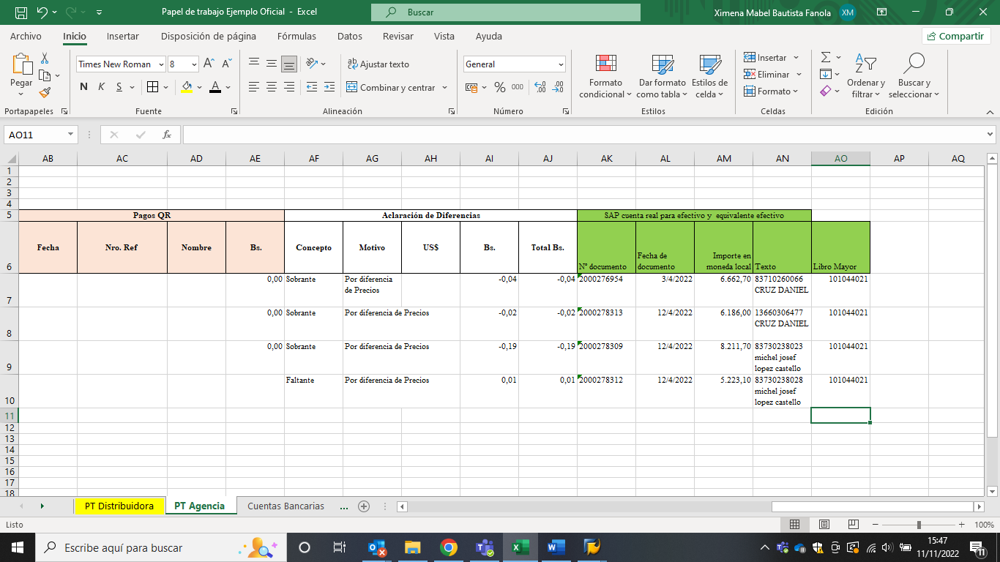 Papel de trabajo Ejemplo Oficial - Excel
Buscar
Ximena Mabel Bautista Fanola
XM
Archivo Inicio Insertar Disposición de página Fórmulas Datos Revisar Vista Ayuda
Compartir
Pegar
Times New Roman 8
N K S
A A A
ab Ajustar texto
Combinar y centrar
General
% 000
Formato condicional
Dar formato como tabla
Estilos de celda
Insertar
Eliminar
Formato
Ordenar y filtrar
Buscar y seleccionar
Portapapeles Fuente Alineación Número Estilos Celdas Edición
AO11 fx
AB AC AD AE AF AG AH AI AJ AK AL AM AN AO AP AQ
1
2
3
4
5 Pagos QR Aclaración de Diferencias SAP cuenta real para efectivo y equivalente efectivo
6 Fecha Nro. Ref Nombre Bs. Concepto Motivo US$ Bs. Total Bs. N° documento Fecha de documento Importe en moneda local Texto Libro Mayor
7 0,00 Sobrante Por diferencia de Precios -0,04 -0,04 2000276954 3/4/2022 6.662,70 83710260066 CRUZ DANIEL 101044021
8 0,00 Sobrante Por diferencia de Precios -0,02 -0,02 2000278313 12/4/2022 6.186,00 13660306477 CRUZ DANIEL 101044021
9 0,00 Sobrante Por diferencia de Precios -0,19 -0,19 2000278309 12/4/2022 8.211,70 83730238023 michel josef lopez castello 101044021
10 Faltante Por diferencia de Precios 0,01 0,01 2000278312 12/4/2022 5.223,10 83730238028 michel josef lopez castello 101044021
11
12
13
14
15
16
17
18
PT Distribuidora PT Agencia Cuentas Bancarias ...
Listo
100%
Escribe aquí para buscar
15:47
11/11/2022
11